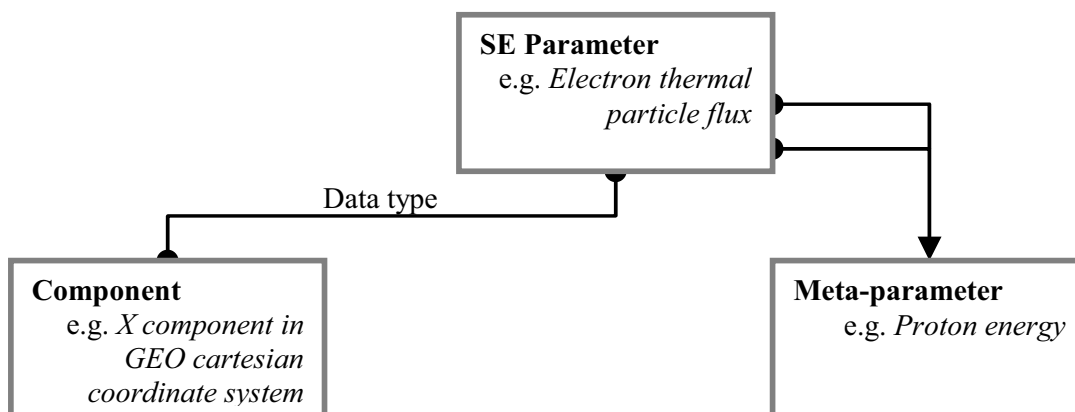 SE Parameter
e.g. Electron thermal
particle flux
Data type
Component
e.g. X component in
GEO cartesian
coordinate system
Meta-parameter
e.g. Proton energy